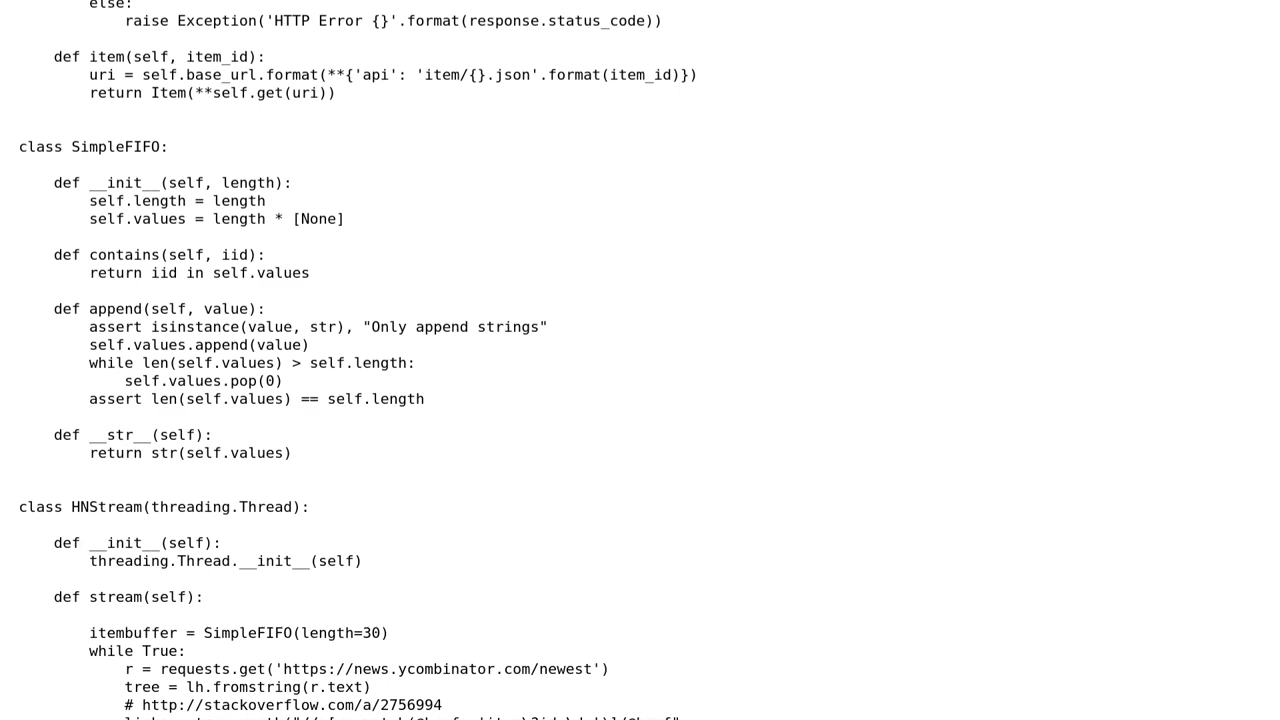 else:
raise Exception('HTTP Error {}'.format(response.status_code))
def item(self, item_id):
uri = self.base_url.format(**{'api': 'item/{}.json'.format(item_id)})
return Item(**self.get(uri))
class SimpleFIFO:
def __init__(self, length):
self.length = length
self.values = length * [None]
def contains(self, iid):
return iid in self.values
def append(self, value):
assert isinstance(value, str), "Only append strings"
self.values.append(value)
while len(self.values) > self.length:
self.values.pop(0)
assert len(self.values) == self.length
def __str__(self):
return str(self.values)
class HNStream(threading.Thread):
def __init__(self):
threading.Thread.__init__(self)
def stream(self):
itembuffer = SimpleFIFO(length=30)
while True:
r = requests.get('https://news.ycombinator.com/newest')
tree = lh.fromstring(r.text)
# http://stackoverflow.com/a/2756994